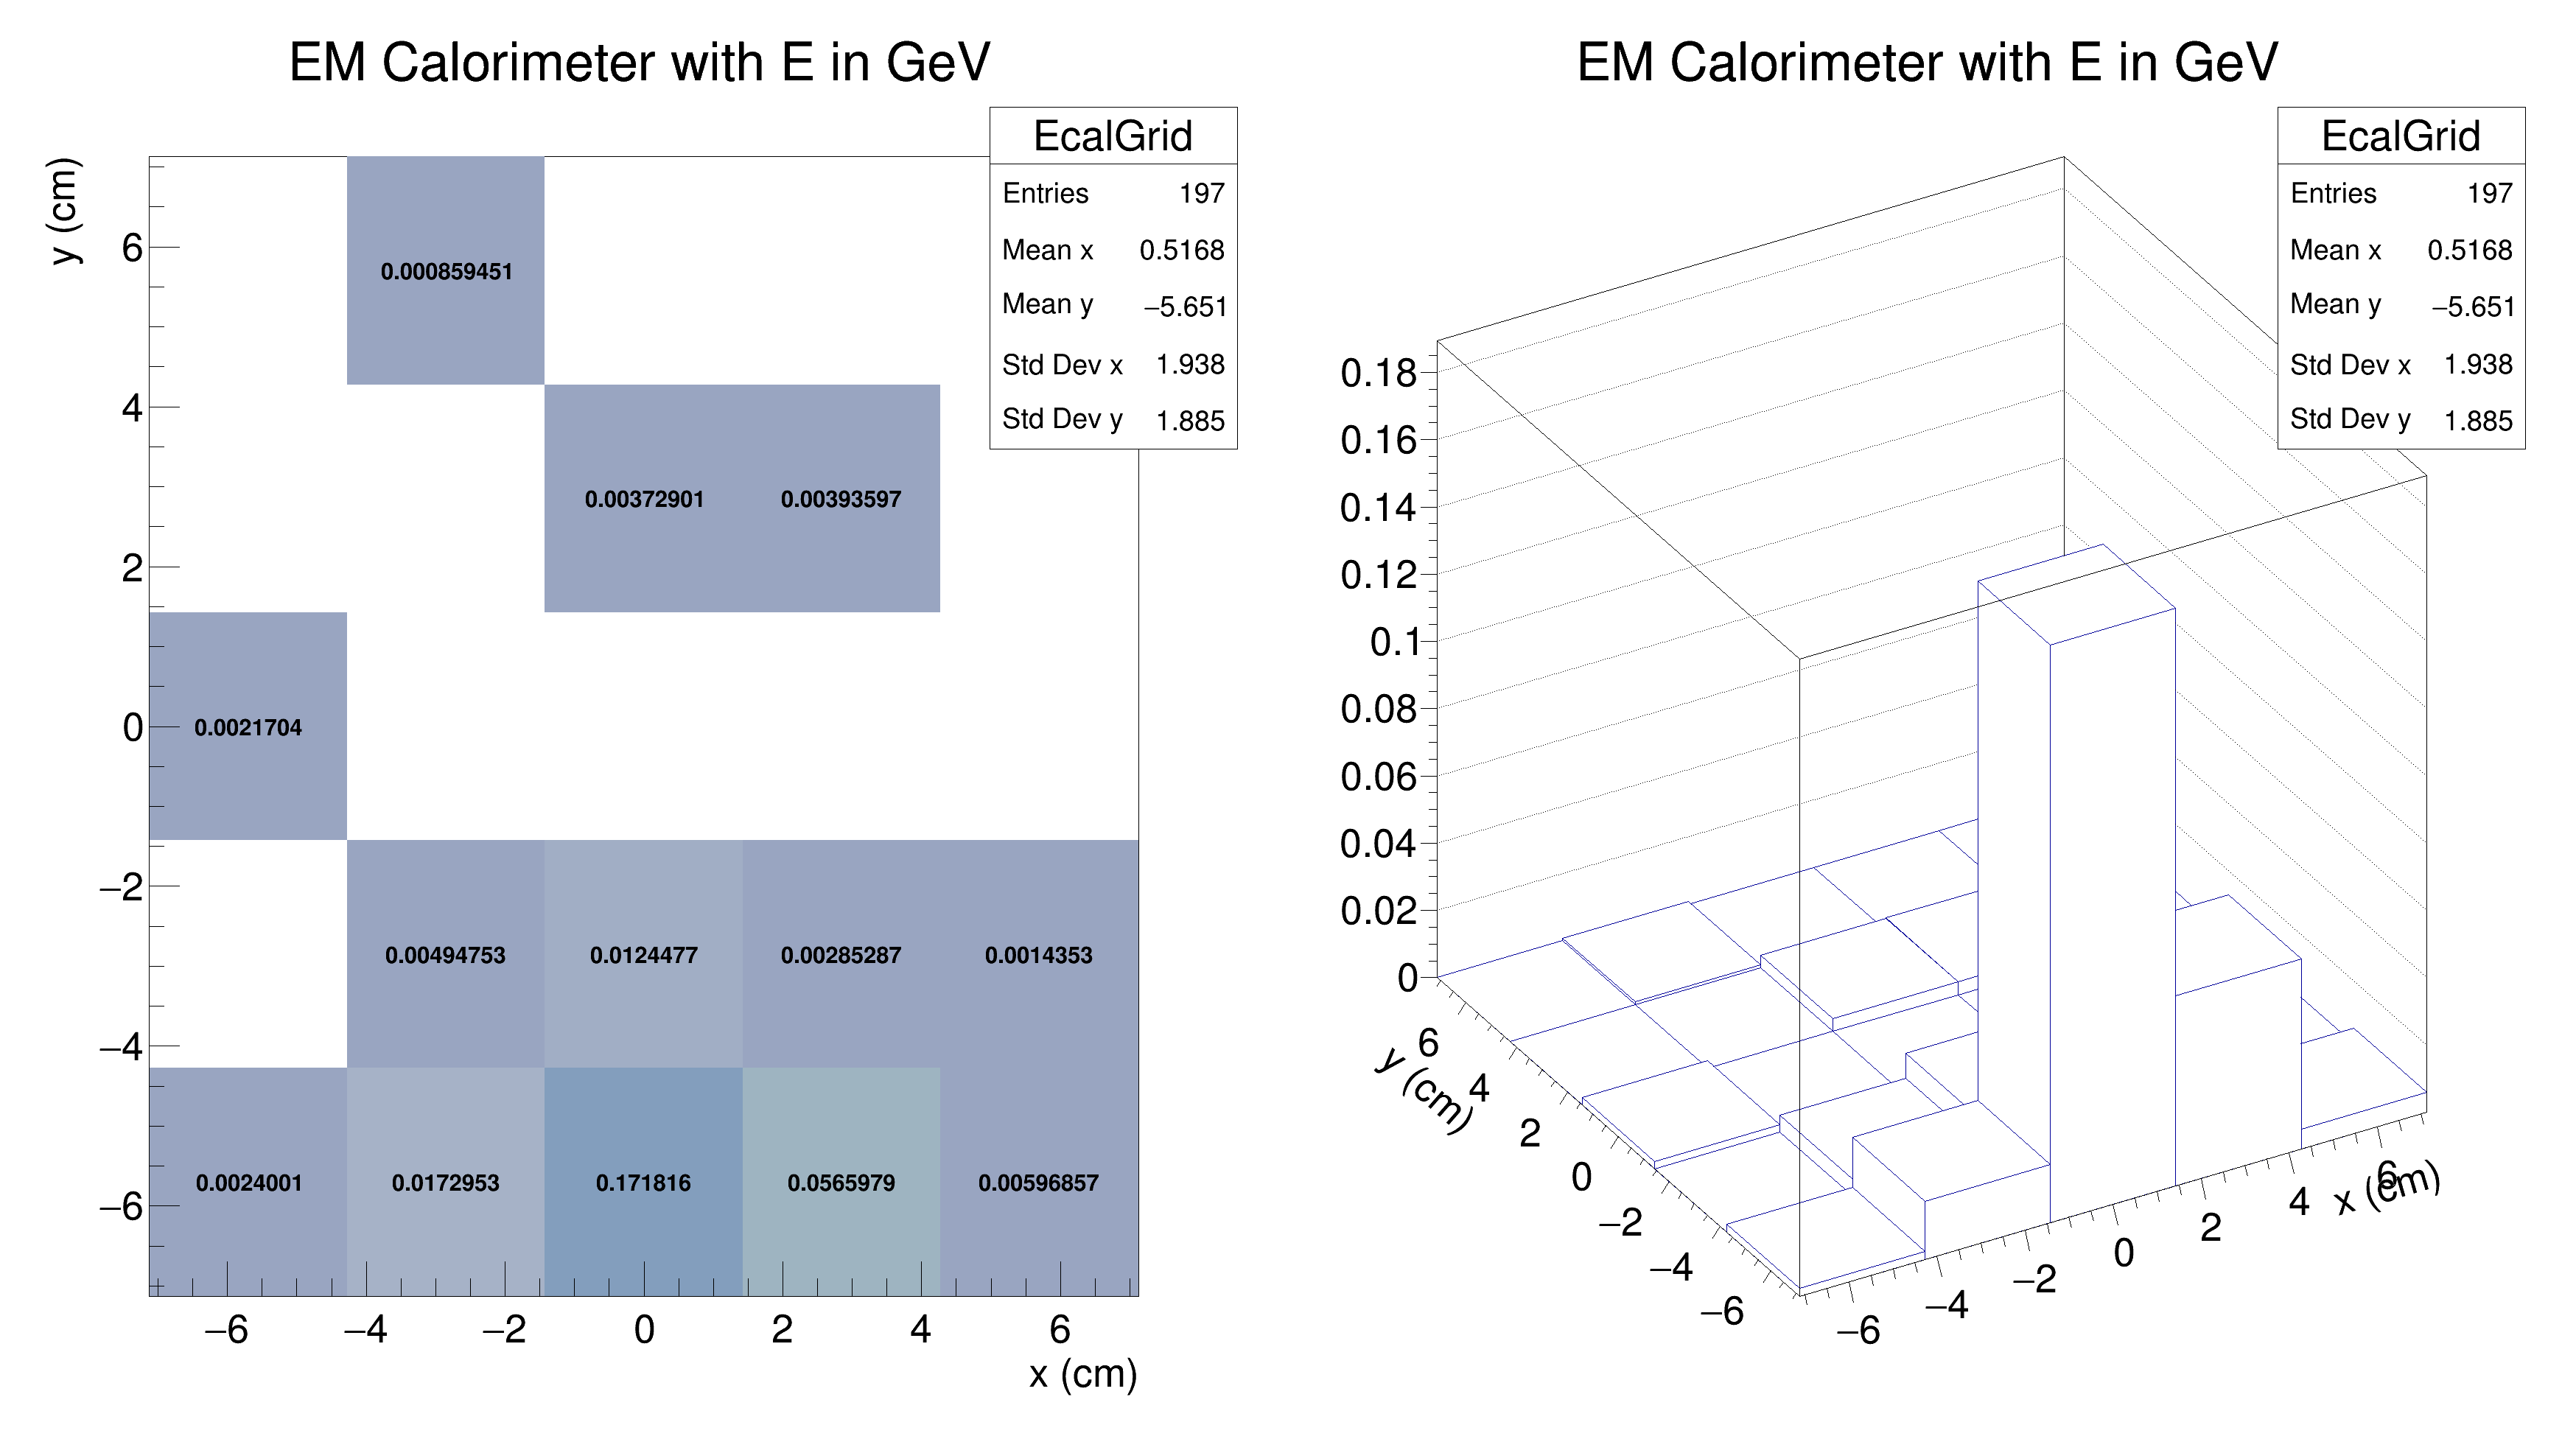 EM Calorimeter with E in GeV
EcalGrid
Entries 197
Mean x 0.5168
Mean y −5.651
Std Dev x 1.938
Std Dev y 1.885
y (cm)
6
4
2
0
−2
−4
−6
0.000859451
0.00372901 0.00393597
0.0021704
0.00494753 0.0124477 0.00285287 0.0014353
0.0024001 0.0172953 0.171816 0.0565979 0.00596857
−6 −4 −2 0 2 4 6
x (cm)
EM Calorimeter with E in GeV
EcalGrid
Entries 197
Mean x 0.5168
Mean y −5.651
Std Dev x 1.938
Std Dev y 1.885
0.18
0.16
0.14
0.12
0.1
0.08
0.06
0.04
0.02
0
y (cm)
6
4
2
0
−2
−4
−6
−6 −4 −2 0 2 4 6
x (cm)